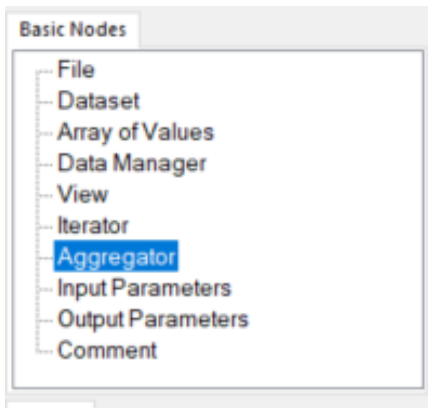 Basic Nodes
File
Dataset
Array of Values
Data Manager
View
Iterator
Aggregator
Input Parameters
Output Parameters
Comment